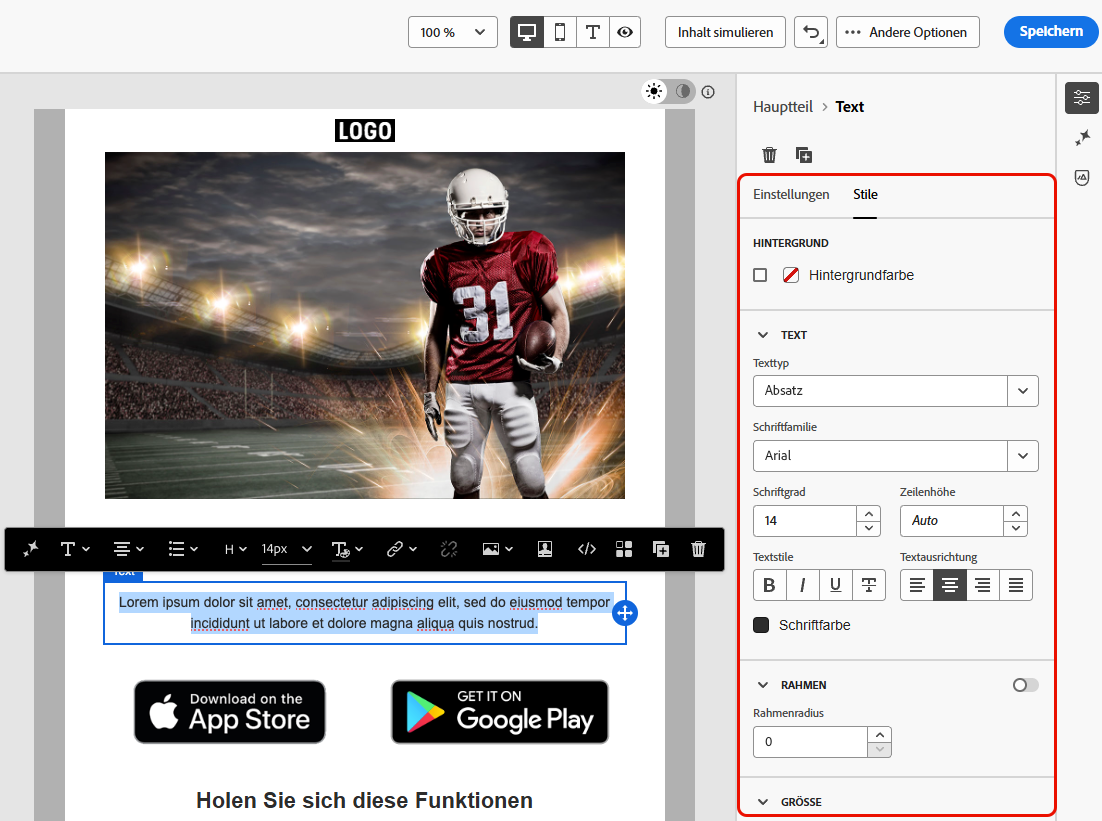 100 %
Inhalt simulieren
Andere Optionen
Speichern
LOGO
31
H
14px
Lorem ipsum dolor sit amet, consectetur adipiscing elit, sed do eiusmod tempor
incididunt ut labore et dolore magna aliqua quis nostrud.
Download on the
App Store
GET IT ON
Google Play
Holen Sie sich diese Funktionen
Hauptteil > Text
Einstellungen
Stile
HINTERGRUND
Hintergrundfarbe
TEXT
Texttyp
Absatz
Schriftfamilie
Arial
Schriftgrad
Zeilenhöhe
14
Auto
Textstile
Textausrichtung
B I U T
Schriftfarbe
RAHMEN
Rahmenradius
0
GRÖSSE